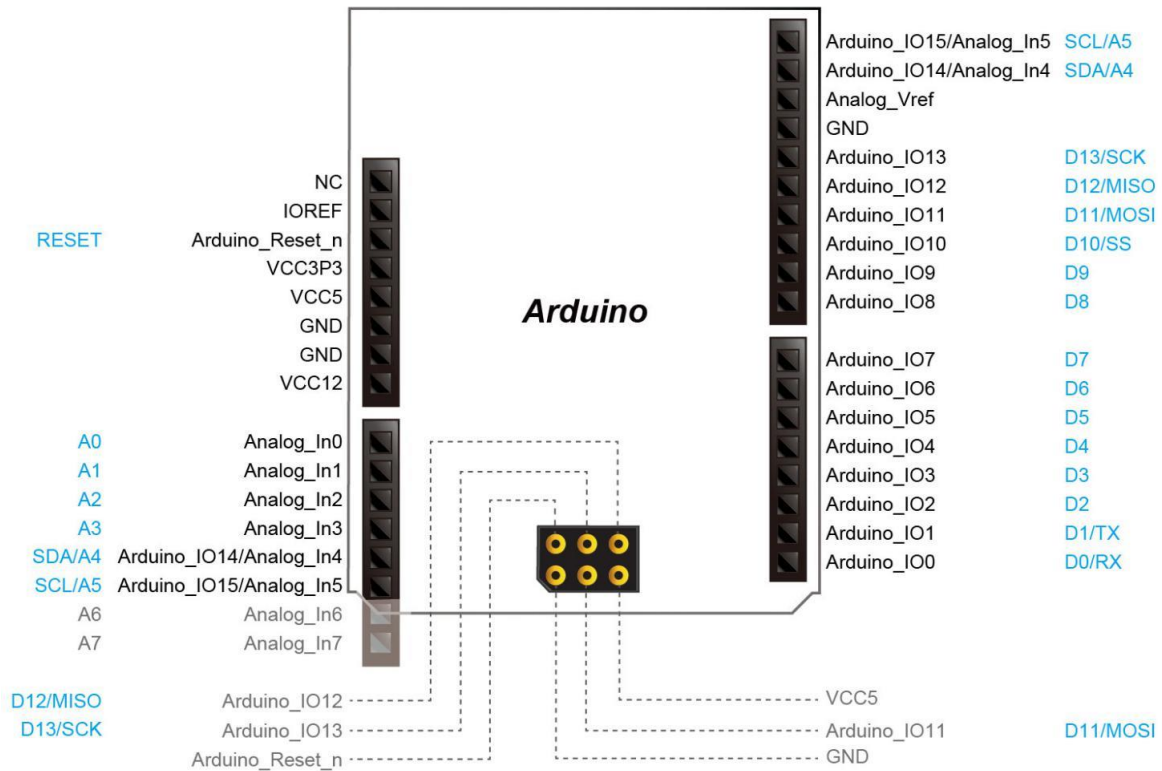 Arduino_IO15/Analog_In5 SCL/A5
Arduino_IO14/Analog_In4 SDA/A4
Analog_Vref
GND
Arduino_IO13 D13/SCK
Arduino_IO12 D12/MISO
Arduino_IO11 D11/MOSI
Arduino_IO10 D10/SS
Arduino_IO9 D9
Arduino_IO8 D8
NC
IOREF
RESET Arduino_Reset_n
VCC3P3
VCC5
GND
GND
VCC12
Arduino
Arduino_IO7 D7
Arduino_IO6 D6
Arduino_IO5 D5
Arduino_IO4 D4
Arduino_IO3 D3
Arduino_IO2 D2
Arduino_IO1 D1/TX
Arduino_IO0 D0/RX
A0 Analog_In0
A1 Analog_In1
A2 Analog_In2
A3 Analog_In3
SDA/A4 Arduino_IO14/Analog_In4
SCL/A5 Arduino_IO15/Analog_In5
A6 Analog_In6
A7 Analog_In7
D12/MISO Arduino_IO12
D13/SCK Arduino_IO13
Arduino_Reset_n
VCC5
Arduino_IO11 D11/MOSI
GND